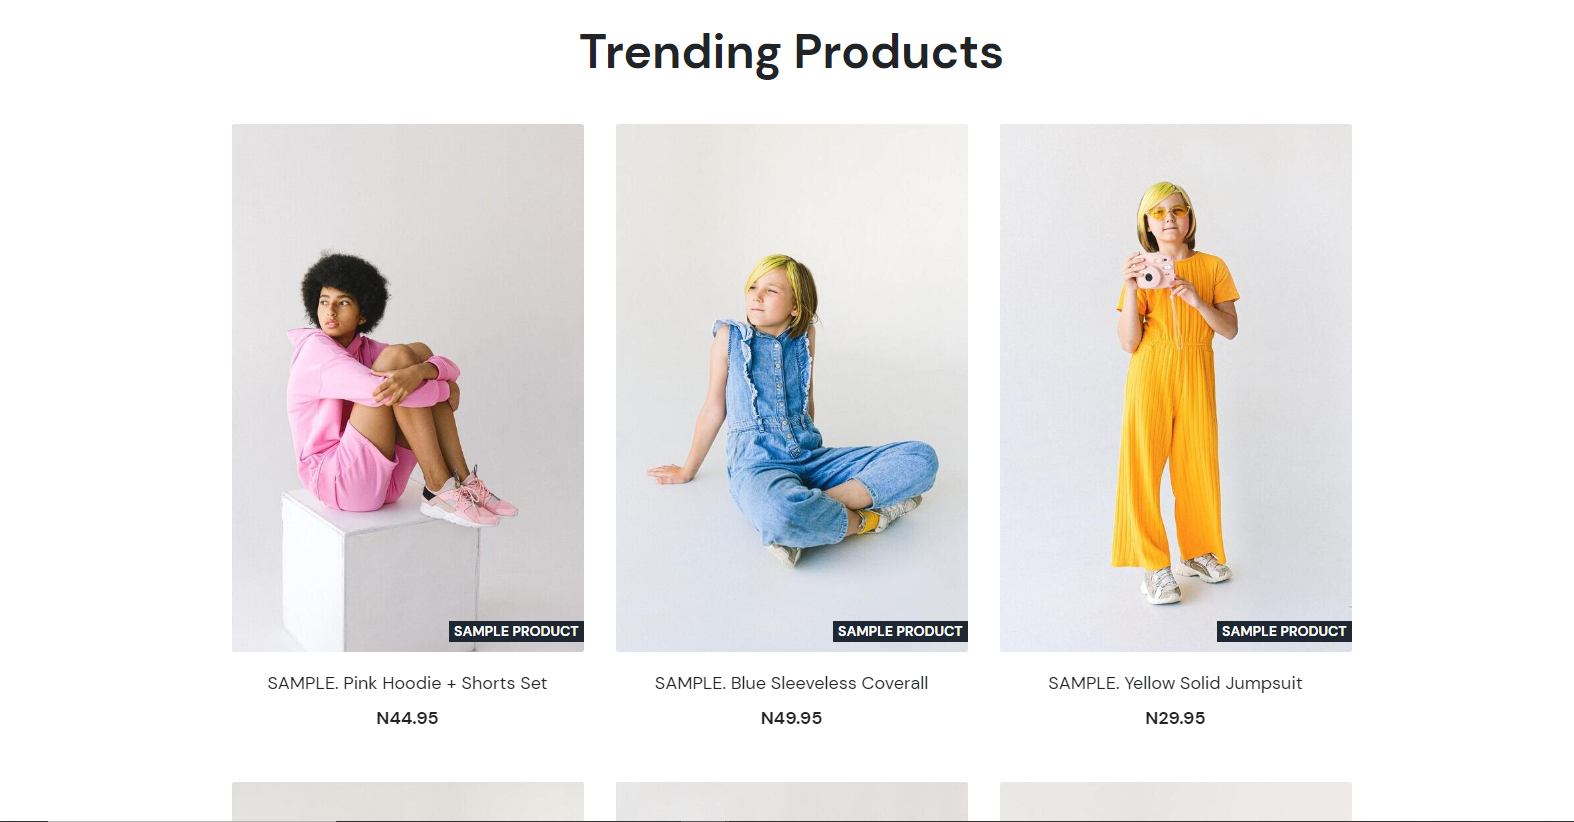 Trending Products
SAMPLE PRODUCT
SAMPLE PRODUCT
SAMPLE PRODUCT
SAMPLE. Pink Hoodie + Shorts Set
SAMPLE. Blue Sleeveless Coverall
SAMPLE. Yellow Solid Jumpsuit
N44.95
N49.95
N29.95